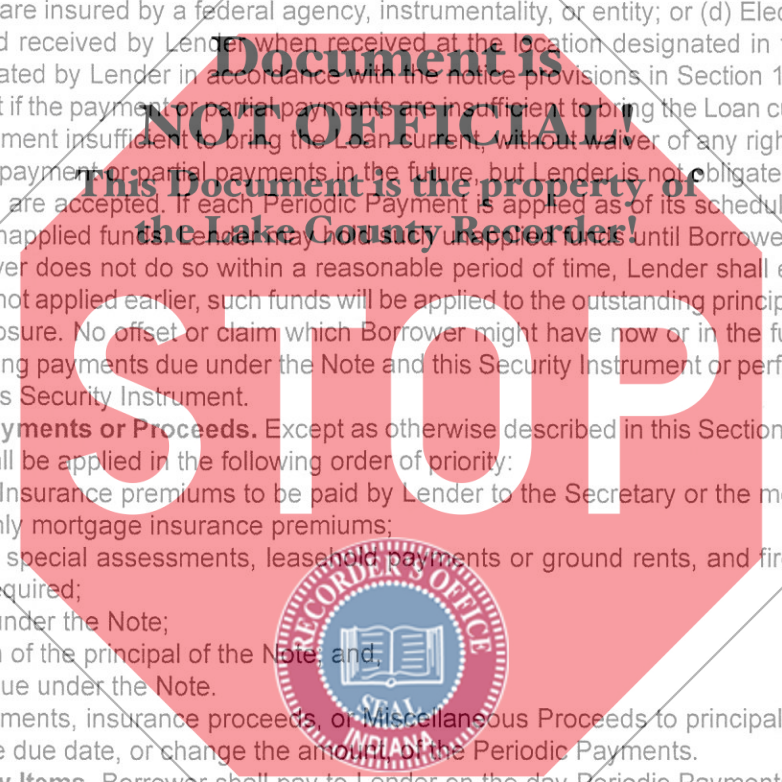 are insured by a federal agency, instrumentality, or entity; or (d) Elec
d received by Lender when received at the location designated in
Document is
ated by Lender in accordance with the notice provisions in Section 1
t if the payment or partial payments are insufficient to bring the Loan c
NOT OFFICIAL!
ment insufficient to bring the Loan current, without waiver of any righ
payment or partial payments in the future, but Lender is not obligate
This Document is the property of
are accepted. If each Periodic Payment is applied as of its schedul
the Lake County Recorder!
napplied funds. Lender may hold such unapplied funds until Borrowe
ver does not do so within a reasonable period of time, Lender shall e
not applied earlier, such funds will be applied to the outstanding princip
osure. No offset or claim which Borrower might have now or in the fu
ng payments due under the Note and this Security Instrument or perf
s Security Instrument.
STOP
yments or Proceeds. Except as otherwise described in this Section
ll be applied in the following order of priority:
Insurance premiums to be paid by Lender to the Secretary or the m
nly mortgage insurance premiums;
special assessments, leasehold payments or ground rents, and fir
equired;
under the Note;
n of the principal of the Note; and,
ue under the Note.
RECORDER'S OFFICE
SEAL
INDIANA
ments, insurance proceeds, or Miscellaneous Proceeds to principal
e due date, or change the amount, of the Periodic Payments.
y Items. Borrower shall pay to Lender on the day Periodic Payment